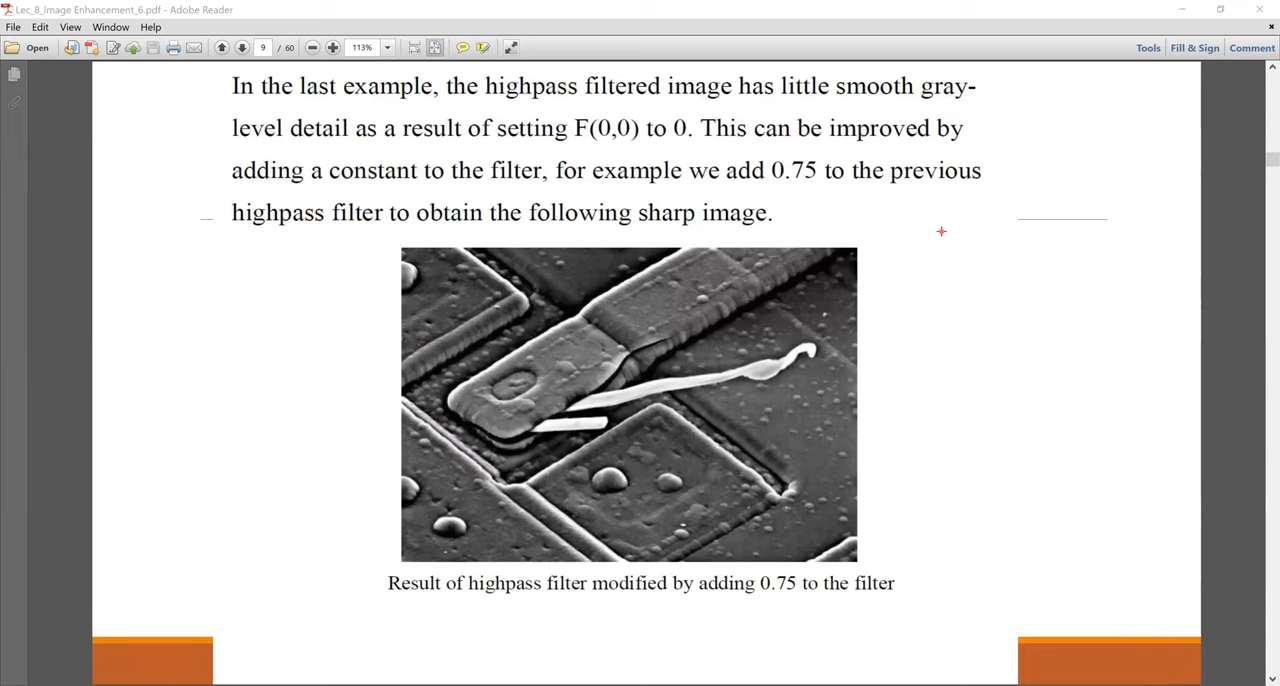 Lec_8_Image Enhancement_6.pdf - Adobe Reader
File Edit View Window Help
Open 9 / 60 113% Tools Fill & Sign Comment
In the last example, the highpass filtered image has little smooth gray-
level detail as a result of setting F(0,0) to 0. This can be improved by
adding a constant to the filter, for example we add 0.75 to the previous
highpass filter to obtain the following sharp image.
Result of highpass filter modified by adding 0.75 to the filter